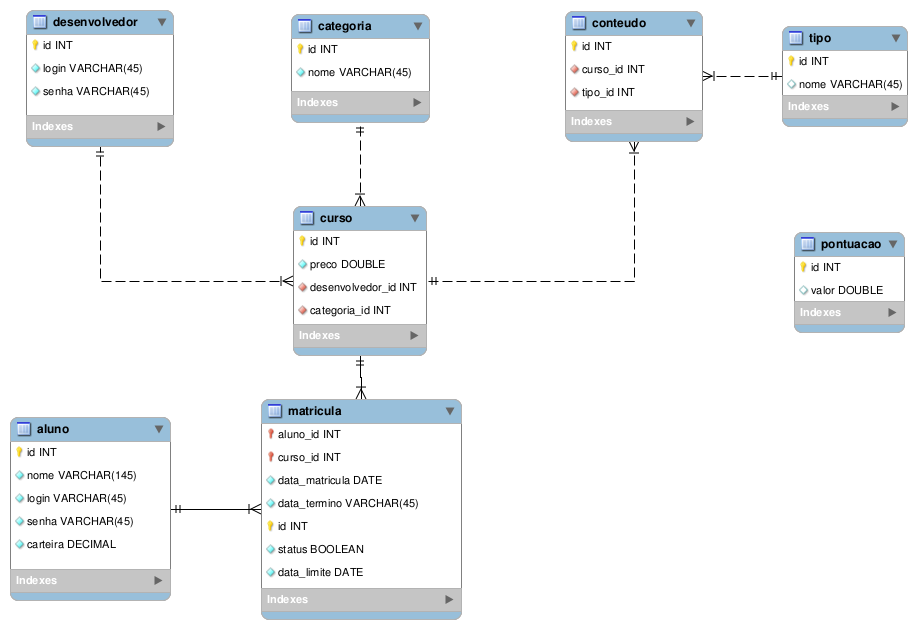 desenvolvedor
id INT
login VARCHAR(45)
senha VARCHAR(45)
Indexes
categoria
id INT
nome VARCHAR(45)
Indexes
conteudo
id INT
curso_id INT
tipo_id INT
Indexes
tipo
id INT
nome VARCHAR(45)
Indexes
curso
id INT
preco DOUBLE
desenvolvedor_id INT
categoria_id INT
Indexes
pontuacao
id INT
valor DOUBLE
Indexes
aluno
id INT
nome VARCHAR(145)
login VARCHAR(45)
senha VARCHAR(45)
carteira DECIMAL
Indexes
matricula
aluno_id INT
curso_id INT
data_matricula DATE
data_termino VARCHAR(45)
id INT
status BOOLEAN
data_limite DATE
Indexes